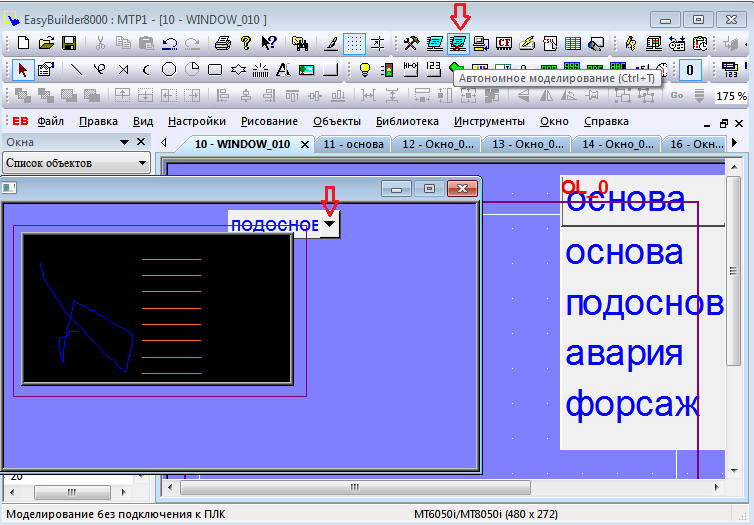 EasyBuilder8000 : MTP1 - [10 - WINDOW_010 ]
Автономное моделирование (Ctrl+T)
175 %
EB Файл Правка Вид Настройки Рисование Объекты Библиотека Инструменты Окно Справка
Окна
10 - WINDOW_010 11 - основа 12 - Окно_0... 13 - Окно_0... 14 - Окно_0... 16 - Окн...
Список объектов
OL_0
основа
подоснов
основа
подоснов
авария
форсаж
20
Моделирование без подключения к ПЛК MT6050i/MT8050i (480 x 272)